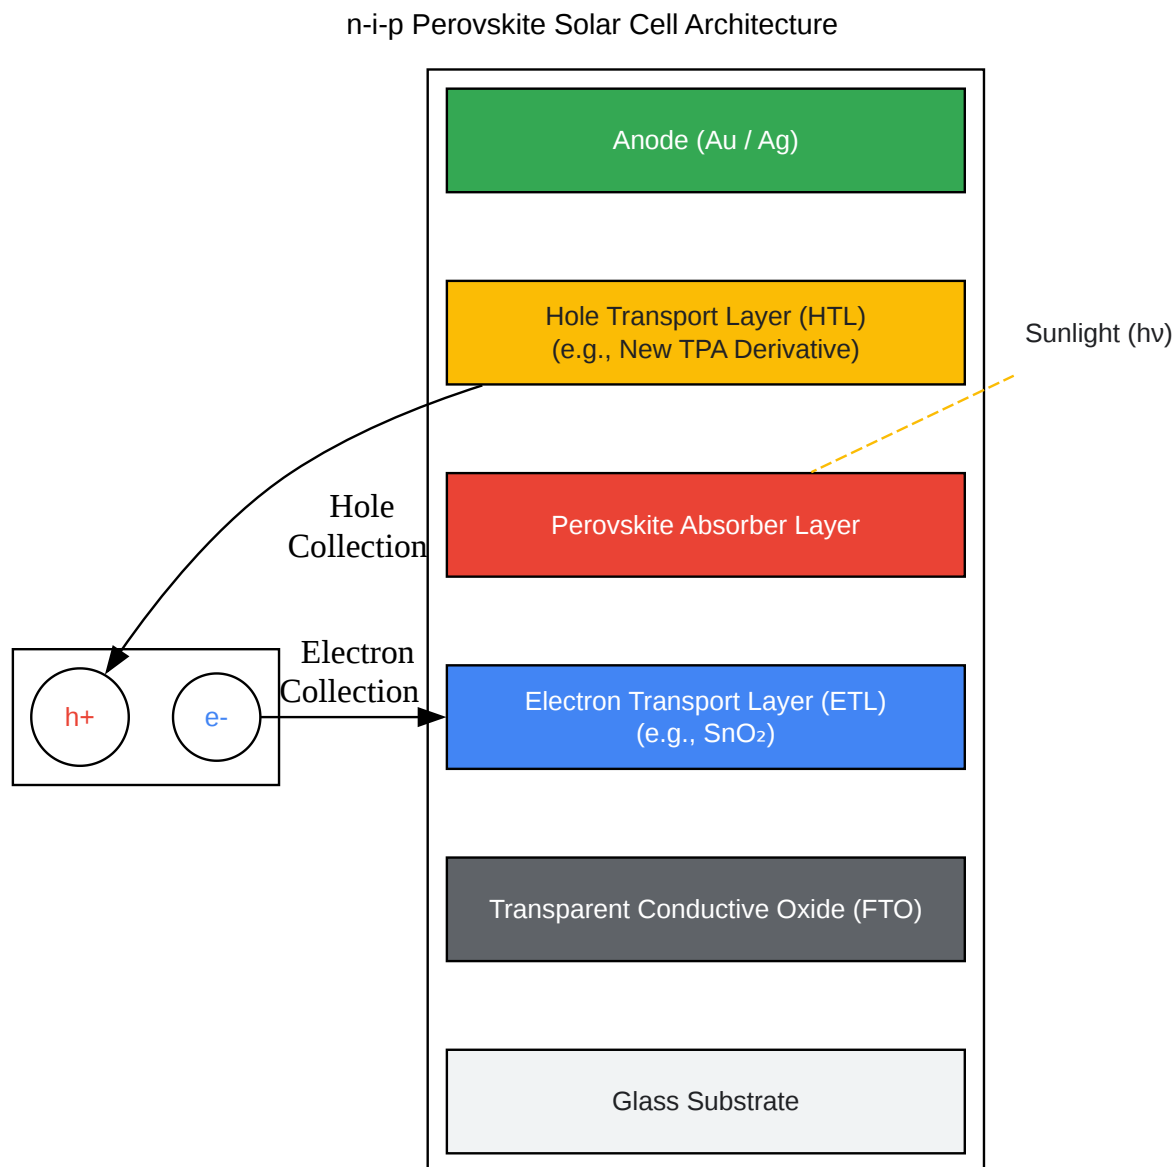 n-i-p Perovskite Solar Cell Architecture
Anode (Au / Ag)
Hole Transport Layer (HTL)
(e.g., New TPA Derivative)
Sunlight (hν)
Hole
Collection
Perovskite Absorber Layer
Electron
Collection
h+
e-
Electron Transport Layer (ETL)
(e.g., SnO₂)
Transparent Conductive Oxide (FTO)
Glass Substrate